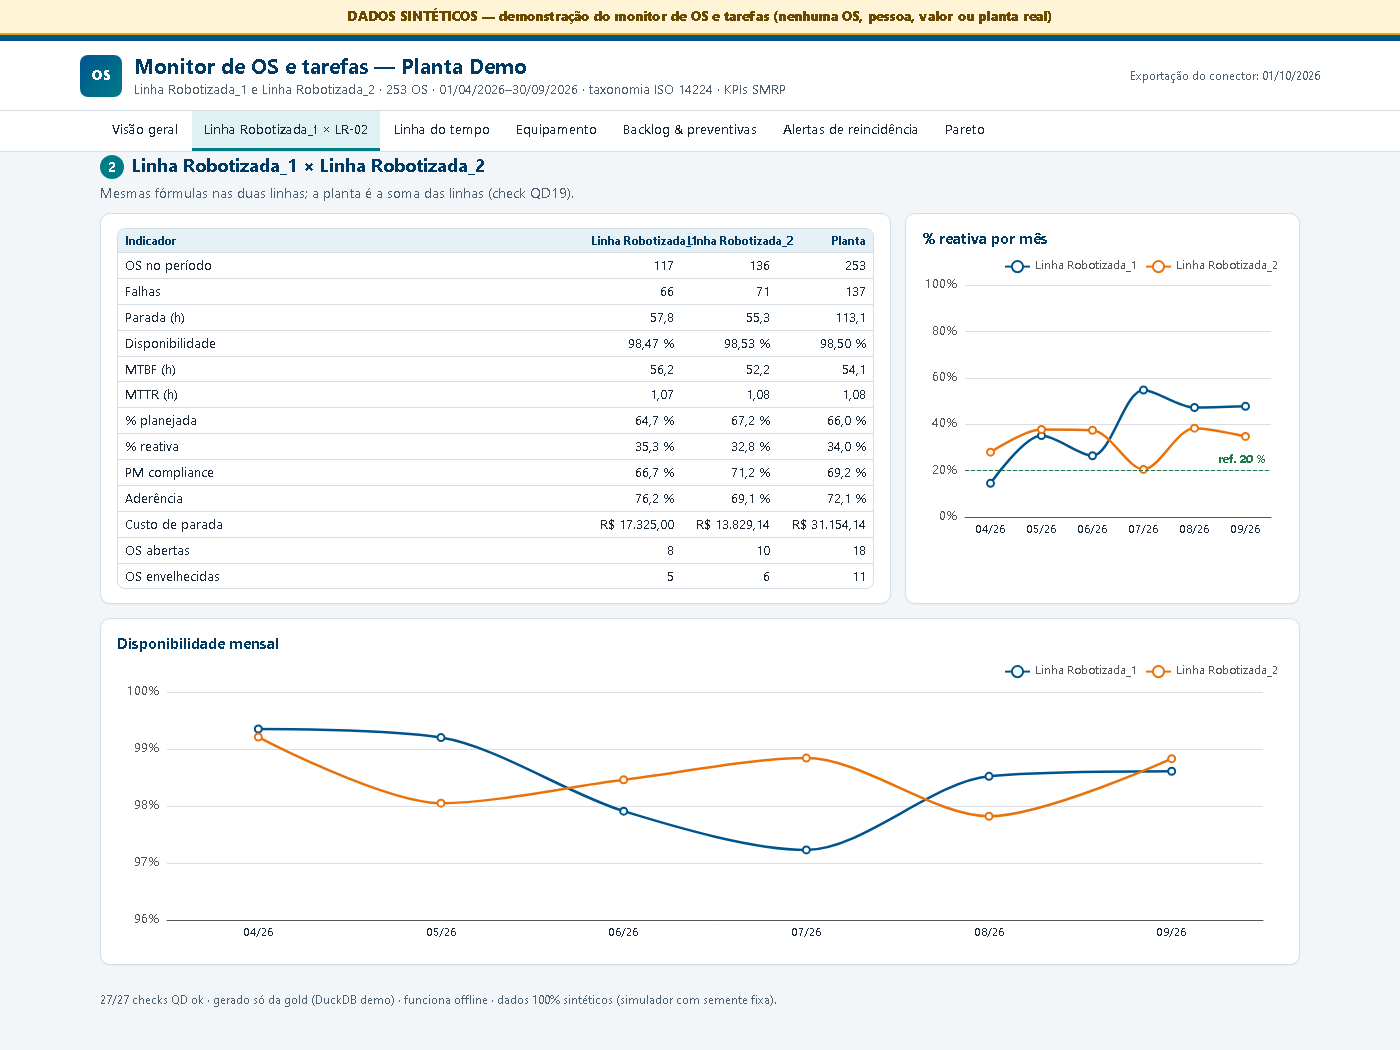 DADOS SINTÉTICOS — demonstração do monitor de OS e tarefas (nenhuma OS, pessoa, valor ou planta real)
OS
Monitor de OS e tarefas — Planta Demo
Linha Robotizada_1 e Linha Robotizada_2 · 253 OS · 01/04/2026–30/09/2026 · taxonomia ISO 14224 · KPIs SMRP
Exportação do conector: 01/10/2026
Visão geral Linha Robotizada_1 × LR-02 Linha do tempo Equipamento Backlog & preventivas Alertas de reincidência Pareto
2 Linha Robotizada_1 × Linha Robotizada_2
Mesmas fórmulas nas duas linhas; a planta é a soma das linhas (check QD19).
Indicador Linha Robotizada_1 Linha Robotizada_2 Planta
OS no período 117 136 253
Falhas 66 71 137
Parada (h) 57,8 55,3 113,1
Disponibilidade 98,47 % 98,53 % 98,50 %
MTBF (h) 56,2 52,2 54,1
MTTR (h) 1,07 1,08 1,08
% planejada 64,7 % 67,2 % 66,0 %
% reativa 35,3 % 32,8 % 34,0 %
PM compliance 66,7 % 71,2 % 69,2 %
Aderência 76,2 % 69,1 % 72,1 %
Custo de parada R$ 17.325,00 R$ 13.829,14 R$ 31.154,14
OS abertas 8 10 18
OS envelhecidas 5 6 11
% reativa por mês
Linha Robotizada_1 Linha Robotizada_2
100%
80%
60%
40%
ref. 20 %
20%
0%
04/26 05/26 06/26 07/26 08/26 09/26
Disponibilidade mensal
Linha Robotizada_1 Linha Robotizada_2
100%
99%
98%
97%
96%
04/26 05/26 06/26 07/26 08/26 09/26
27/27 checks QD ok · gerado só da gold (DuckDB demo) · funciona offline · dados 100% sintéticos (simulador com semente fixa).